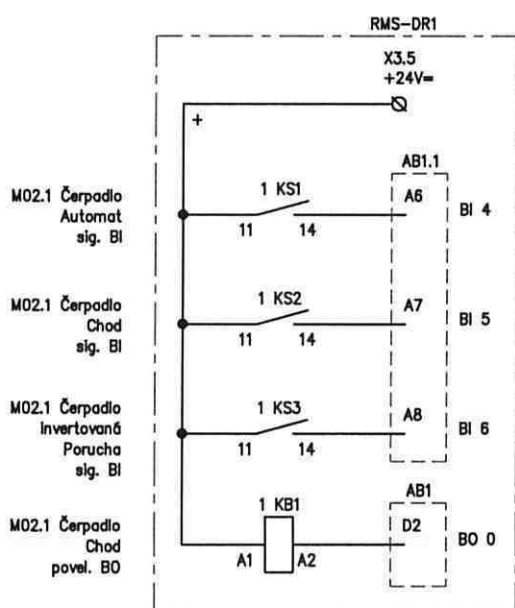 RMS-DR1
X3.5
+24V=
+
AB1.1
M02.1 Čerpadlo
Automat
sig. BI
1 KS1
11
14
A6
BI 4
M02.1 Čerpadlo
Chod
sig. BI
1 KS2
11
14
A7
BI 5
M02.1 Čerpadlo
Invertovaná
Porucha
sig. BI
1 KS3
11
14
A8
BI 6
AB1
M02.1 Čerpadlo
Chod
povel. BO
1 KB1
A1
A2
D2
BO 0